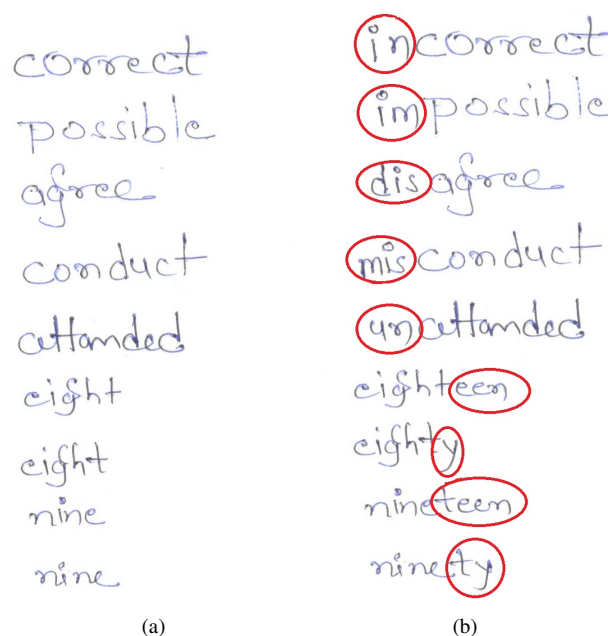 correct
possible
agree
conduct
attanded
eight
eight
nine
nine
(a)
incorrect
impossible
disagree
misconduct
unattanded
eighteen
eighty
nineteen
ninety
(b)